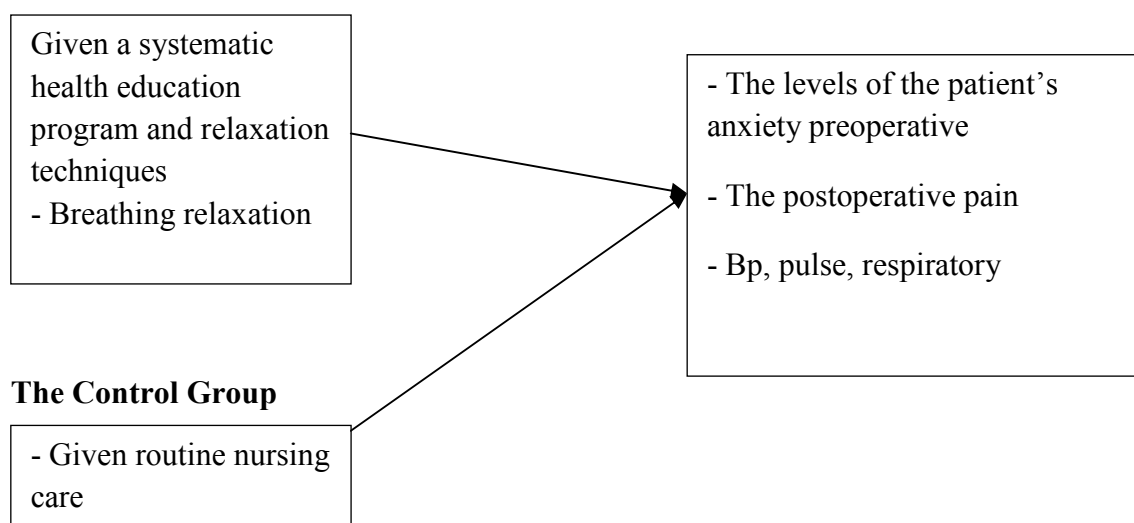 Given a systematic
health education
program and relaxation
techniques
- Breathing relaxation
- The levels of the patient’s
anxiety preoperative
- The postoperative pain
- Bp, pulse, respiratory
The Control Group
- Given routine nursing
care